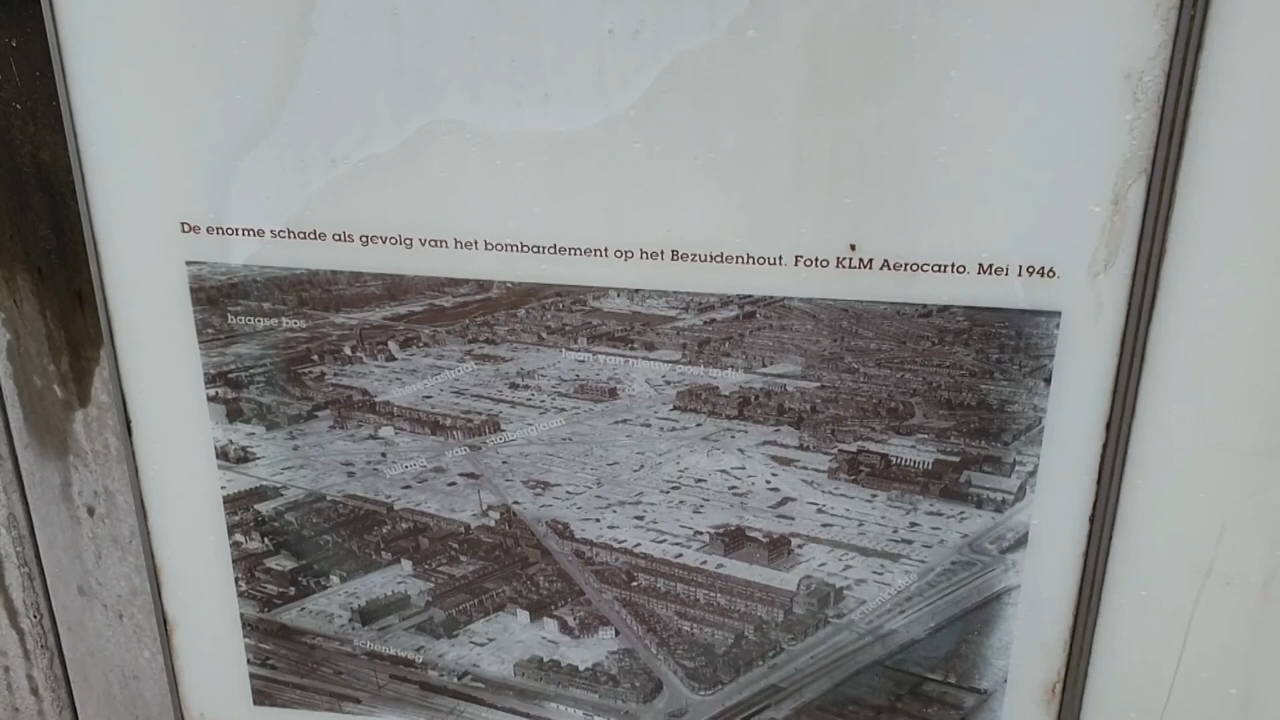 De enorme schade als gevolg van het bombardement op het Bezuidenhout. Foto KLM Aerocarto. Mei 1946.
haagse bos
laan van nieuw oost indië
juliana van stolberglaan
schenkkade
schenkweg